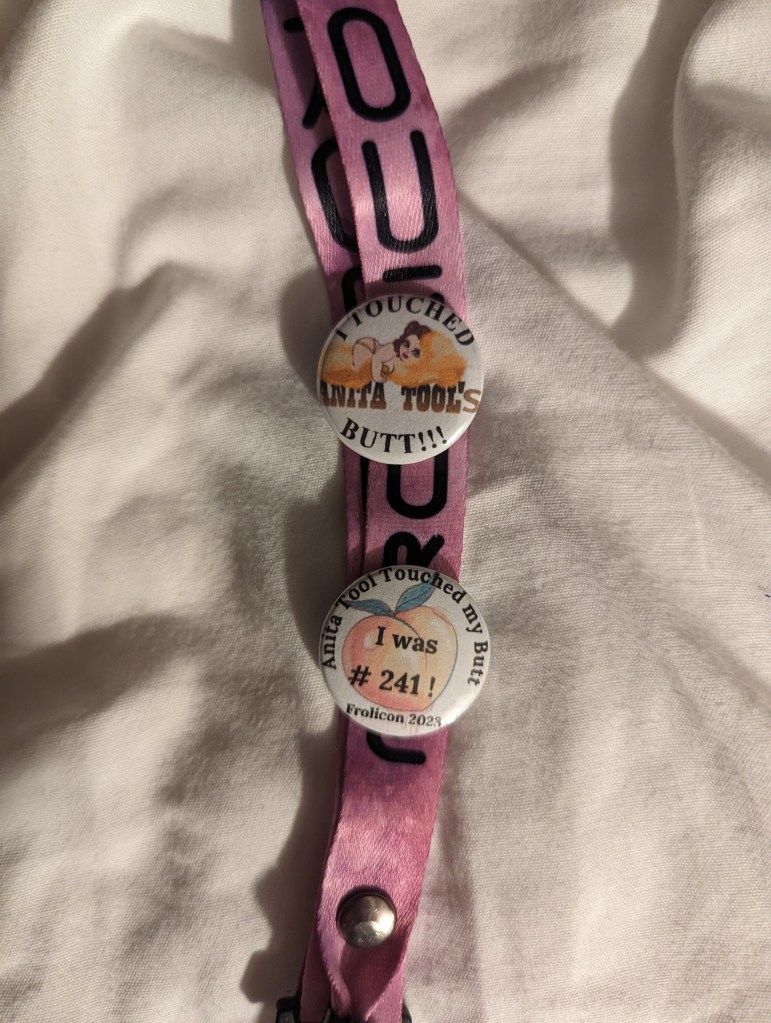 I TOUCHED
ANITA TOOL'S
BUTT!!!
Anita Tool Touched my Butt
I was
# 241!
Frolicon 2023